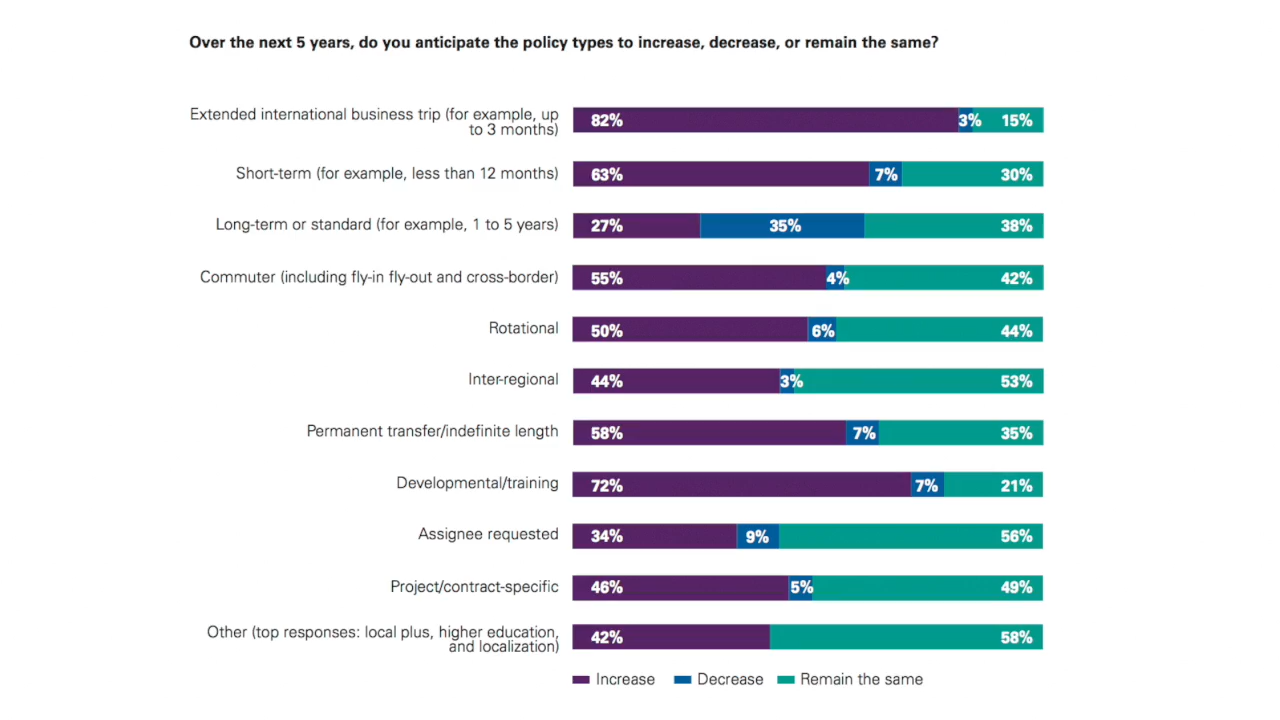 Over the next 5 years, do you anticipate the policy types to increase, decrease, or remain the same?
Extended international business trip (for example, up
to 3 months)
82% 3% 15%
Short-term (for example, less than 12 months) 63% 7% 30%
Long-term or standard (for example, 1 to 5 years) 27% 35% 38%
Commuter (including fly-in fly-out and cross-border) 55% 4% 42%
Rotational 50% 6% 44%
Inter-regional 44% 3% 53%
Permanent transfer/indefinite length 58% 7% 35%
Developmental/training 72% 7% 21%
Assignee requested 34% 9% 56%
Project/contract-specific 46% 5% 49%
Other (top responses: local plus, higher education,
and localization)
42% 58%
Increase Decrease Remain the same